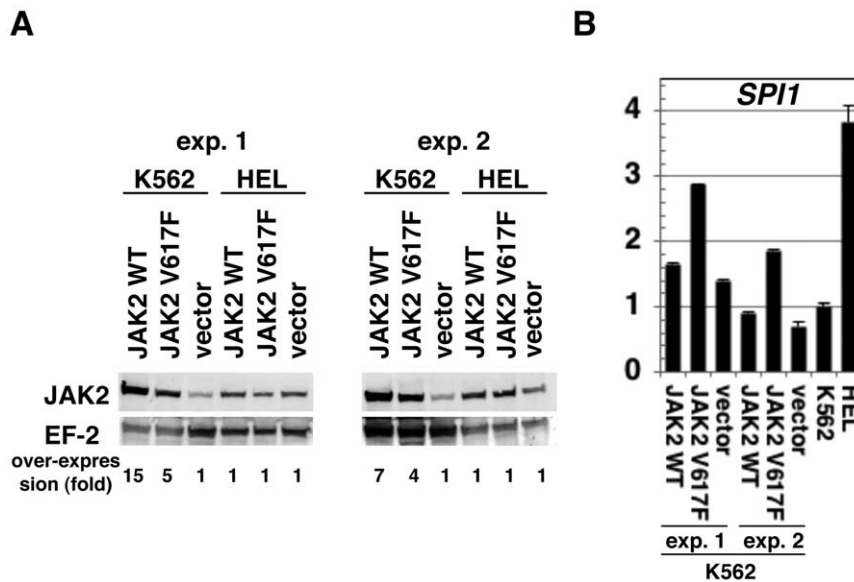 A
exp. 1
exp. 2
K562
HEL
K562
HEL
JAK2 WT
JAK2 V617F
vector
JAK2 WT
JAK2 V617F
vector
JAK2 WT
JAK2 V617F
vector
JAK2 WT
JAK2 V617F
vector
JAK2
EF-2
over-expres
sion (fold)
15 5 1 1 1 1
7 4 1 1 1 1
B
SPI1
4
3
2
1
0
JAK2 WT
JAK2 V617F
vector
JAK2 WT
JAK2 V617F
vector
K562
HEL
exp. 1
exp. 2
K562